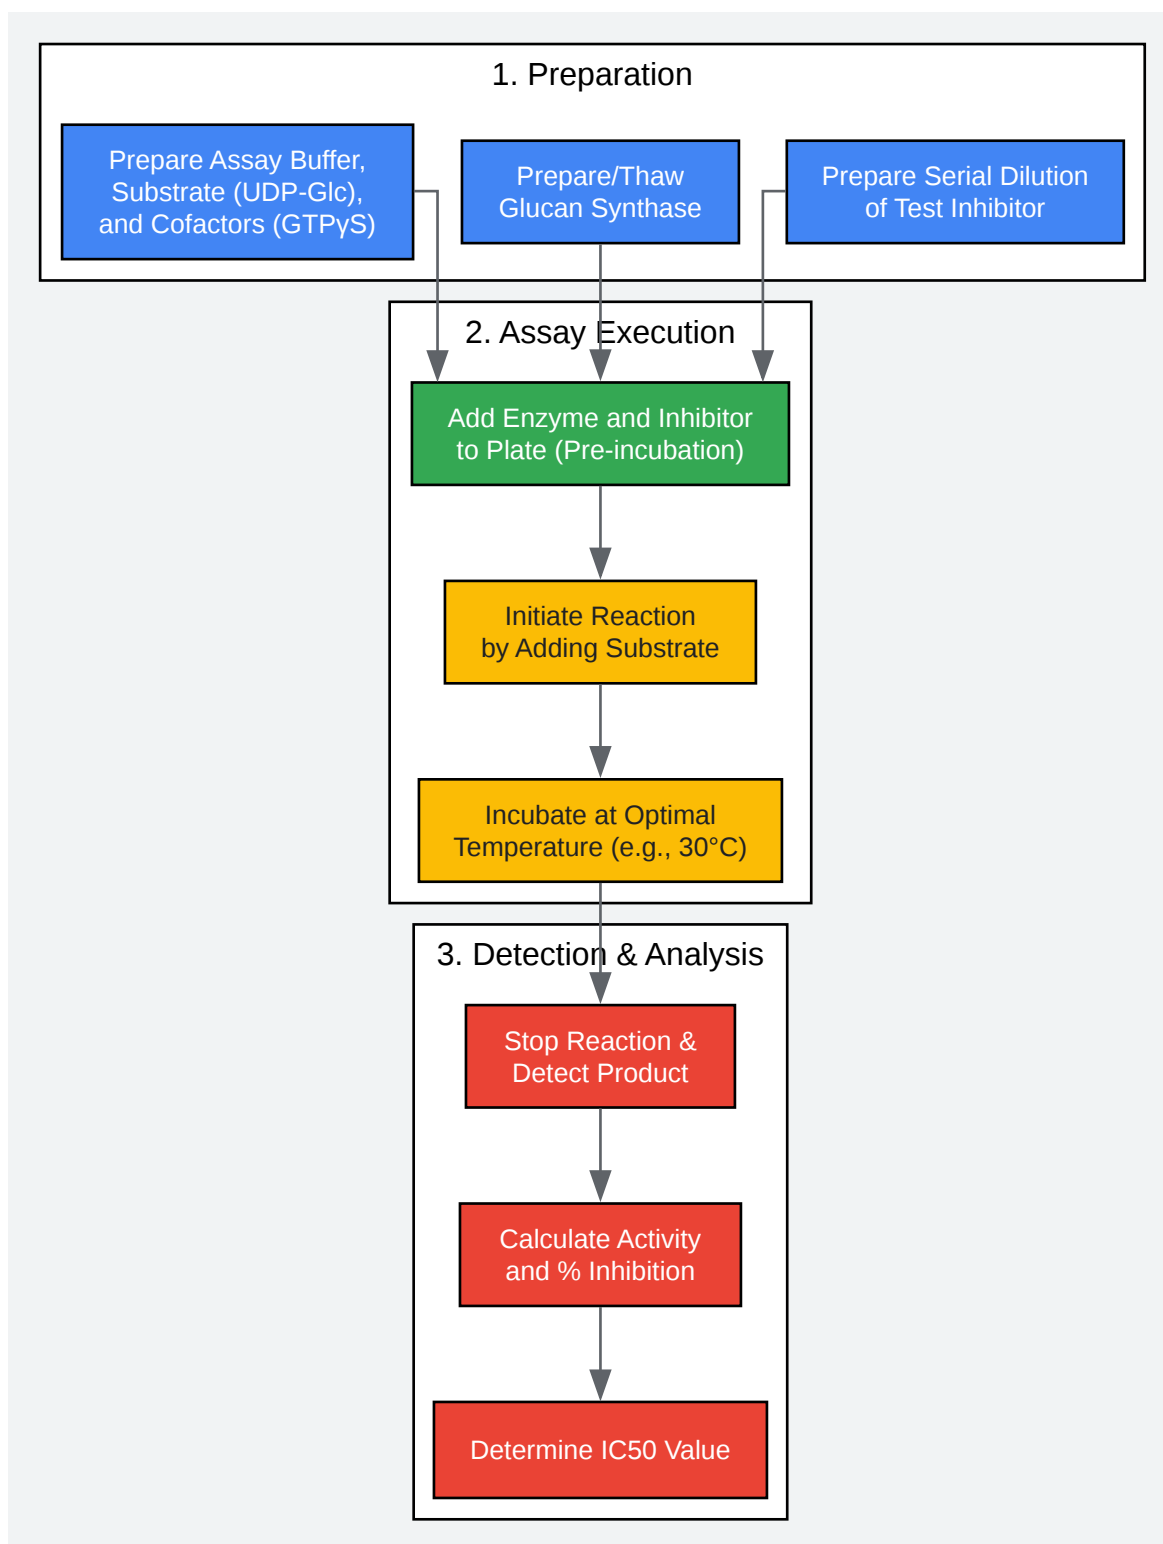 1. Preparation
Prepare Assay Buffer,
Substrate (UDP-Glc),
and Cofactors (GTPγS)
Prepare/Thaw
Glucan Synthase
Prepare Serial Dilution
of Test Inhibitor
2. Assay Execution
Add Enzyme and Inhibitor
to Plate (Pre-incubation)
Initiate Reaction
by Adding Substrate
Incubate at Optimal
Temperature (e.g., 30°C)
3. Detection & Analysis
Stop Reaction &
Detect Product
Calculate Activity
and % Inhibition
Determine IC50 Value